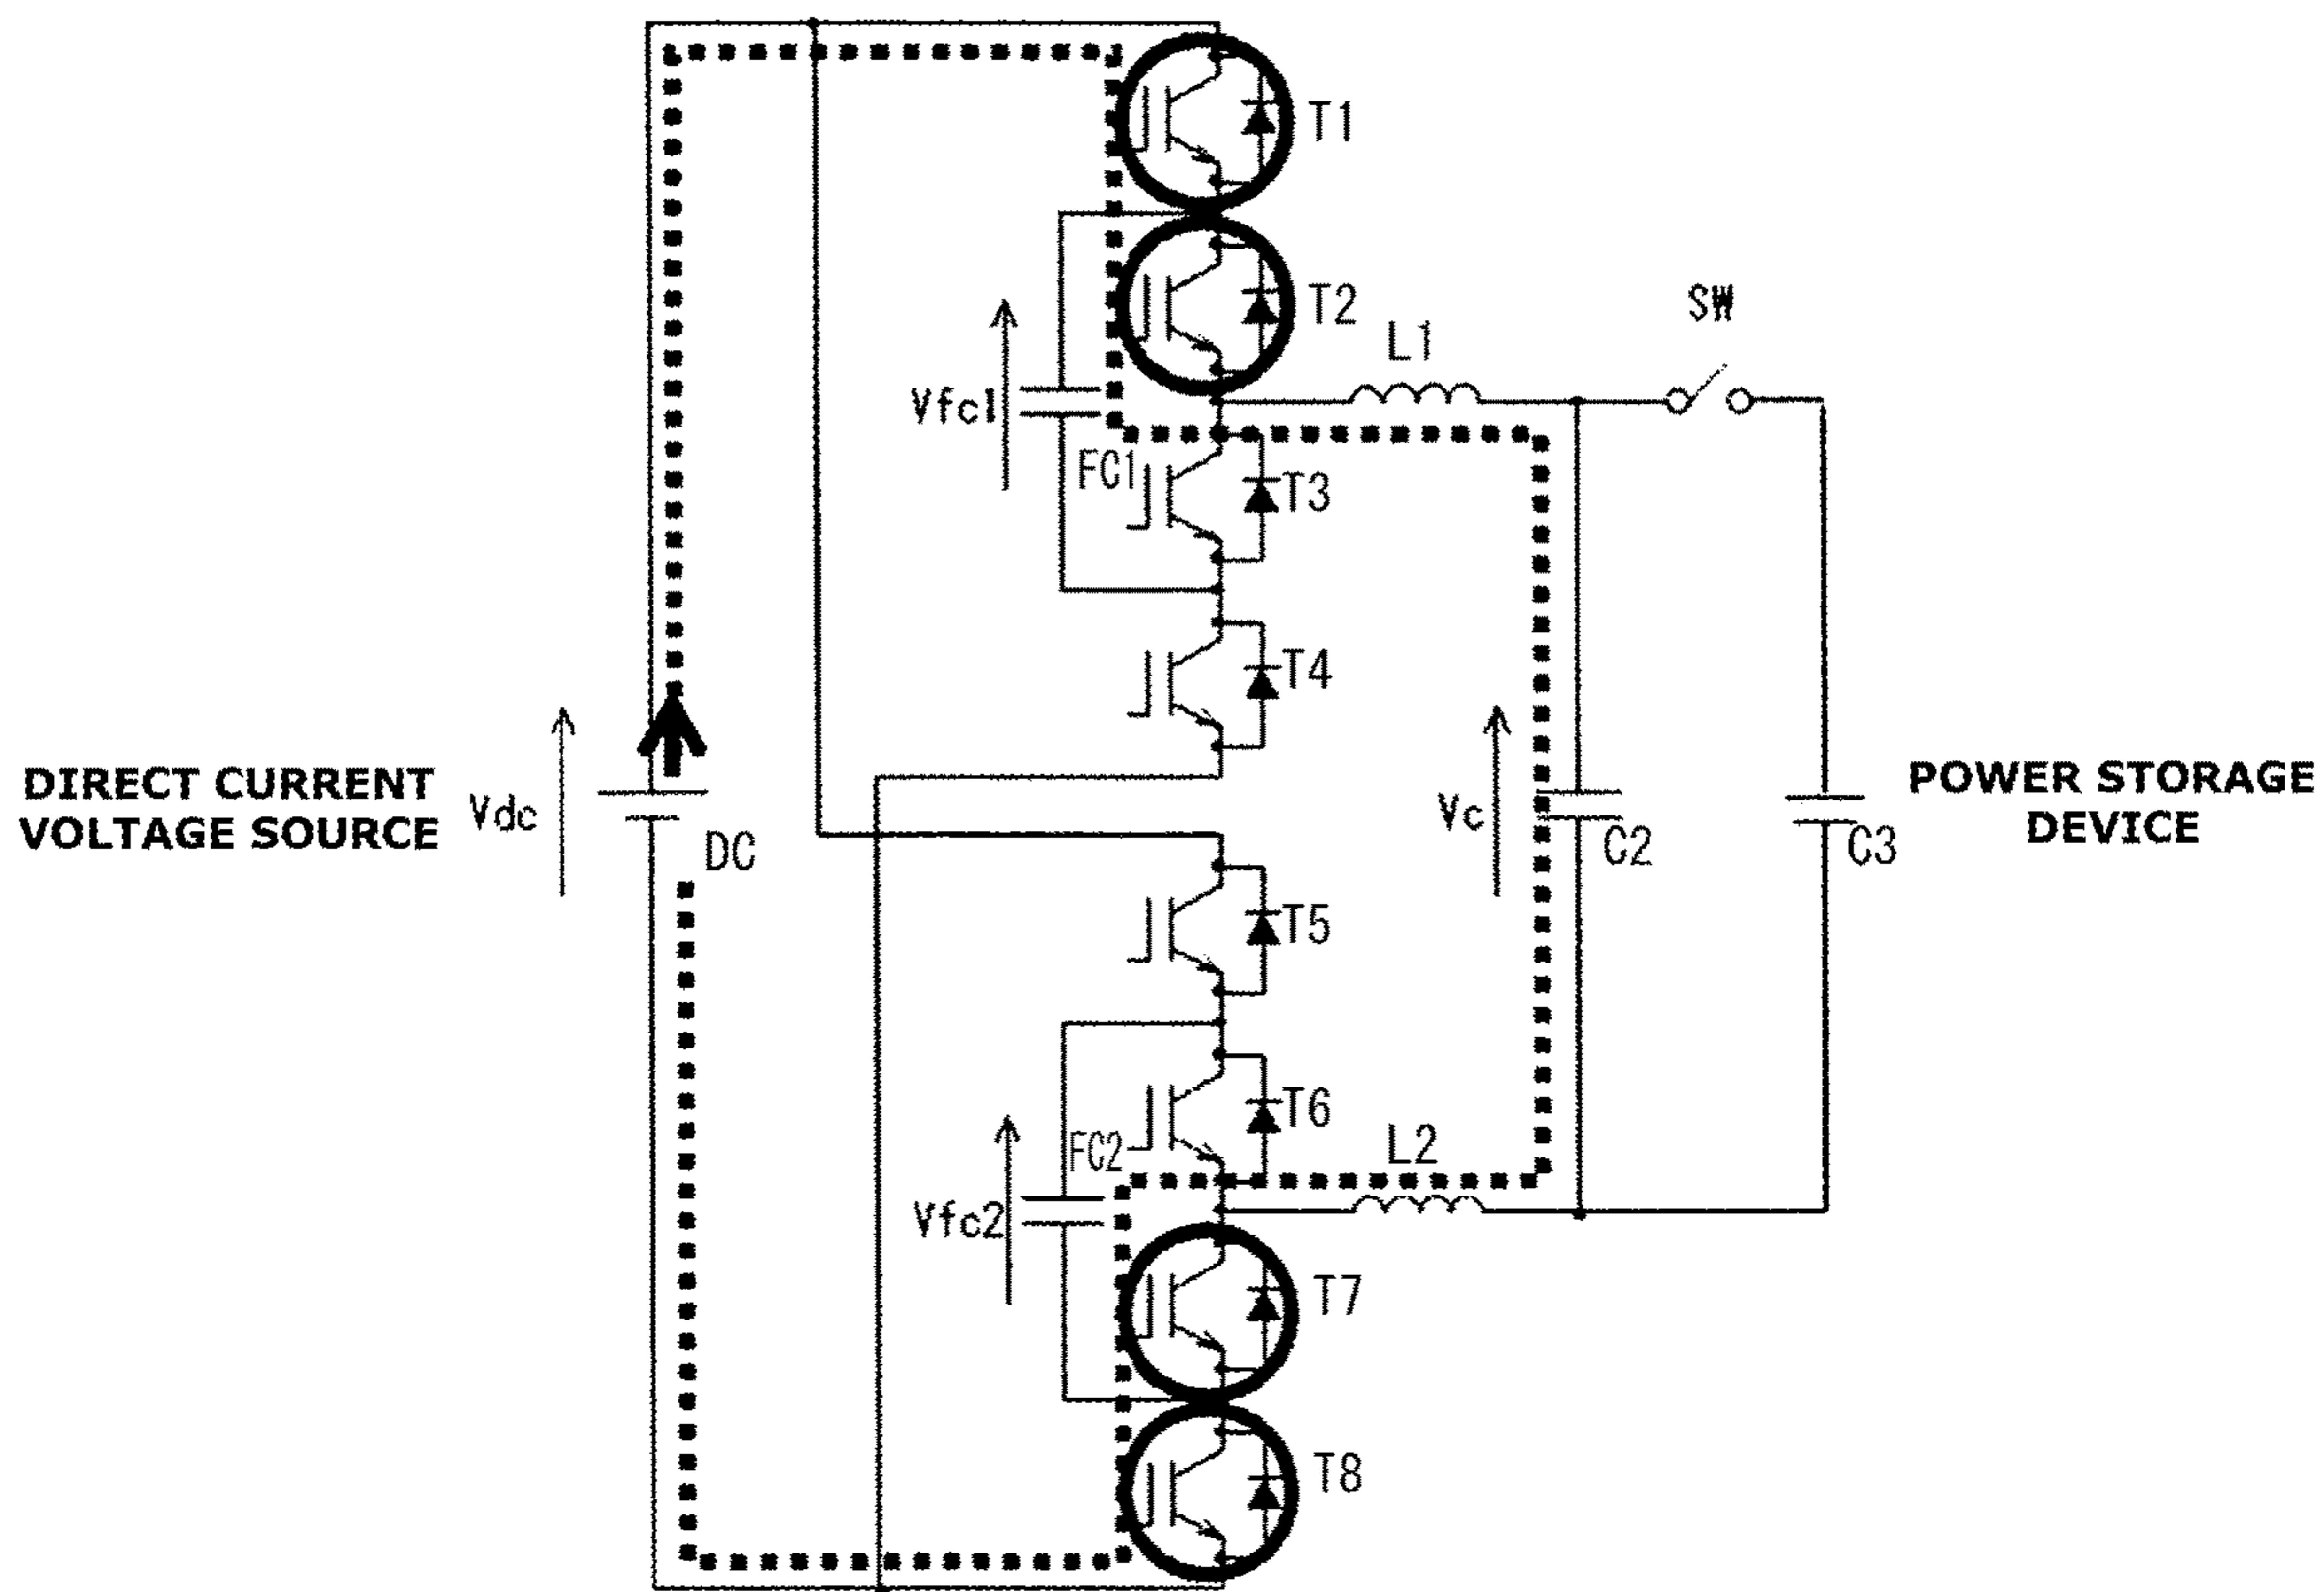 T1
T2
SW
L1
Vfc1
FC1
T3
T4
DIRECT CURRENT
VOLTAGE SOURCE
Vdc
DC
Vc
C2
C3
POWER STORAGE
DEVICE
T5
T6
FC2
L2
Vfc2
T7
T8